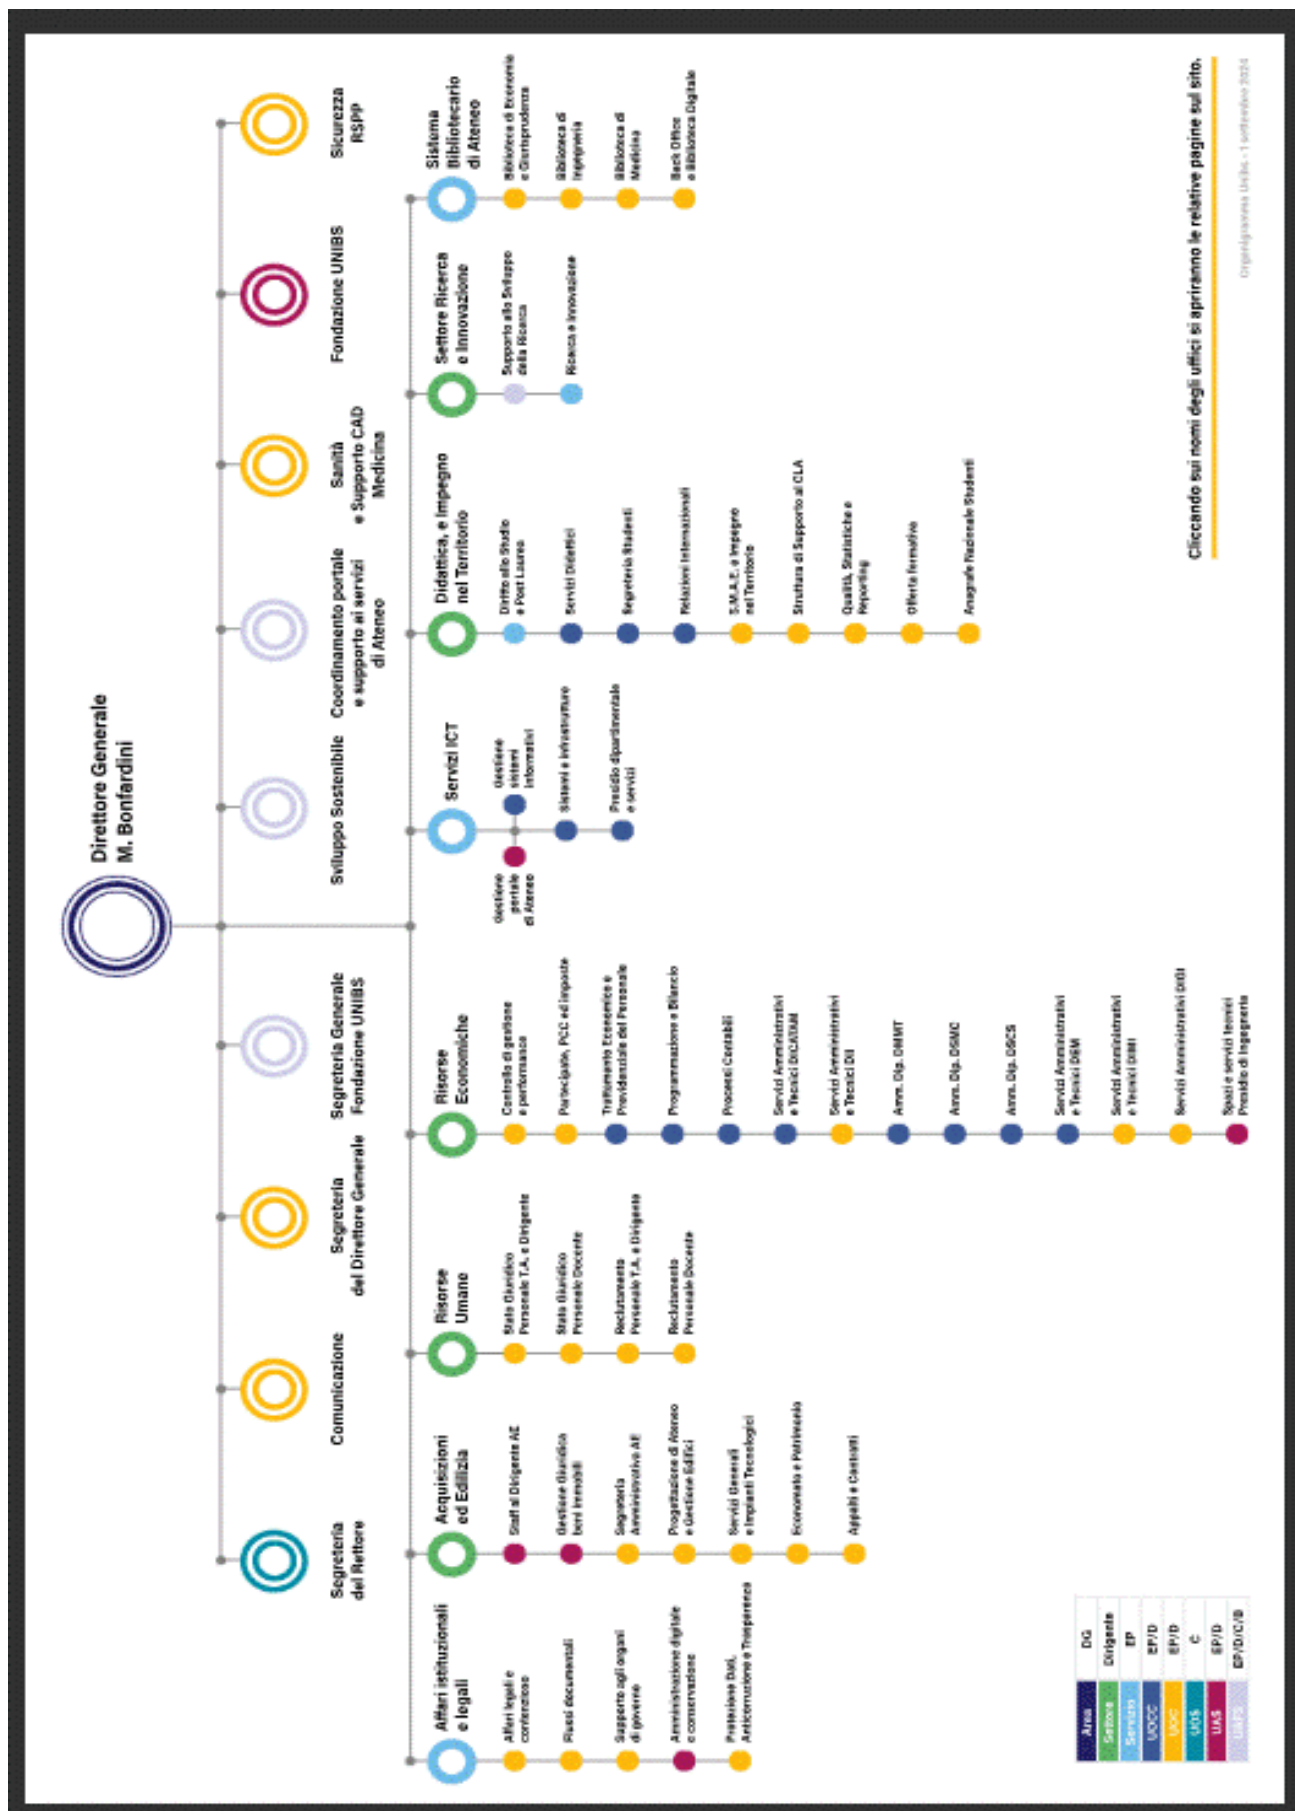 Direttore Generale
M. Bonfardini
Segreteria
del Rettore
Comunicazione
Segreteria
del Direttore Generale
Segreteria Generale
Fondazione UNIBS
Sviluppo Sostenibile
Coordinamento portale
e supporto ai servizi
di Ateneo
Sanità
e Supporto CAD
Medicina
Fondazione UNIBS
Sicurezza
RSPP
Affari istituzionali
e legali
Affari legali e
contenzioso
Flussi documentali
Supporto agli organi
di governo
Amministrazione digitale
e conservazione
Protezione Dati,
Anticorruzione e Trasparenza
Acquisizioni
ed Edilizia
Staff al Dirigente AE
Gestione Giuridica
beni immobili
Segreteria
Amministrativa AE
Progettazione di Ateneo
e Gestione Edifici
Servizi Generali
e Impianti Tecnologici
Economato e Patrimonio
Appalti e Contratti
Risorse
Umane
Stato Giuridico
Personale T.A. e Dirigente
Stato Giuridico
Personale Docente
Reclutamento
Personale T.A. e Dirigente
Reclutamento
Personale Docente
Risorse
Economiche
Controllo di gestione
e performance
Partecipate, PCC ed imposte
Trattamento Economico e
Previdenziale del Personale
Programmazione e Bilancio
Processi Contabili
Servizi Amministrativi
e Tecnici DICATAM
Servizi Amministrativi
e Tecnici DII
Amm. Dip. DMMT
Amm. Dip. DSMC
Amm. Dip. DSCS
Servizi Amministrativi
e Tecnici DEM
Servizi Amministrativi
e Tecnici DIMI
Servizi Amministrativi DIGI
Spazi e servizi tecnici
Presidio di Ingegneria
Servizi ICT
Gestione
portale
di Ateneo
Gestione
sistemi
informativi
Sistemi e infrastrutture
Presidio dipartimentale
e servizi
Didattica, e Impegno
nel Territorio
Diritto allo Studio
e Post Laurea
Servizi Didattici
Segreteria Studenti
Relazioni Internazionali
S.M.A.E. e Impegno
nel Territorio
Struttura di Supporto al CLA
Qualità, Statistiche e
Reporting
Offerta formativa
Anagrafe Nazionale Studenti
Settore Ricerca
e Innovazione
Supporto allo Sviluppo
della Ricerca
Ricerca e Innovazione
Sistema
Bibliotecario
di Ateneo
Biblioteca di Economia
e Giurisprudenza
Biblioteca di
Ingegneria
Biblioteca di
Medicina
Back Office
e Biblioteca Digitale
Area DG
Settore Dirigente
Servizio EP
UOCC EP/D
UOC EP/D
UOS C
UAS EP/D
UAFS EP/D/C/B
Cliccando sui nomi degli uffici si apriranno le relative pagine sul sito.
Organigramma Unibs - 1 settembre 2024